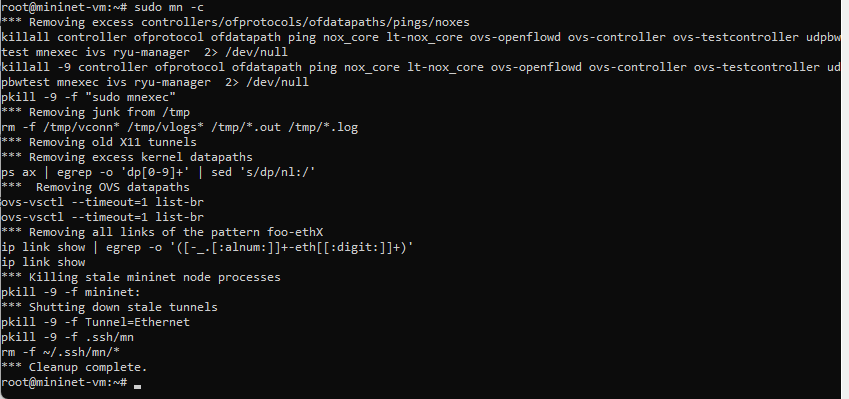 root@mininet-vm:~# sudo mn -c
*** Removing excess controllers/ofprotocols/ofdatapaths/pings/noxes
killall controller ofprotocol ofdatapath ping nox_core lt-nox_core ovs-openflowd ovs-controller ovs-testcontroller udpbw
test mnexec ivs ryu-manager  2> /dev/null
killall -9 controller ofprotocol ofdatapath ping nox_core lt-nox_core ovs-openflowd ovs-controller ovs-testcontroller ud
pbwtest mnexec ivs ryu-manager  2> /dev/null
pkill -9 -f "sudo mnexec"
*** Removing junk from /tmp
rm -f /tmp/vconn* /tmp/vlogs* /tmp/*.out /tmp/*.log
*** Removing old X11 tunnels
*** Removing excess kernel datapaths
ps ax | egrep -o 'dp[0-9]+' | sed 's/dp/nl:/'
***  Removing OVS datapaths
ovs-vsctl --timeout=1 list-br
ovs-vsctl --timeout=1 list-br
*** Removing all links of the pattern foo-ethX
ip link show | egrep -o '([-_.[:alnum:]]+-eth[[:digit:]]+)'
ip link show
*** Killing stale mininet node processes
pkill -9 -f mininet:
*** Shutting down stale tunnels
pkill -9 -f Tunnel=Ethernet
pkill -9 -f .ssh/mn
rm -f ~/.ssh/mn/*
*** Cleanup complete.
root@mininet-vm:~#